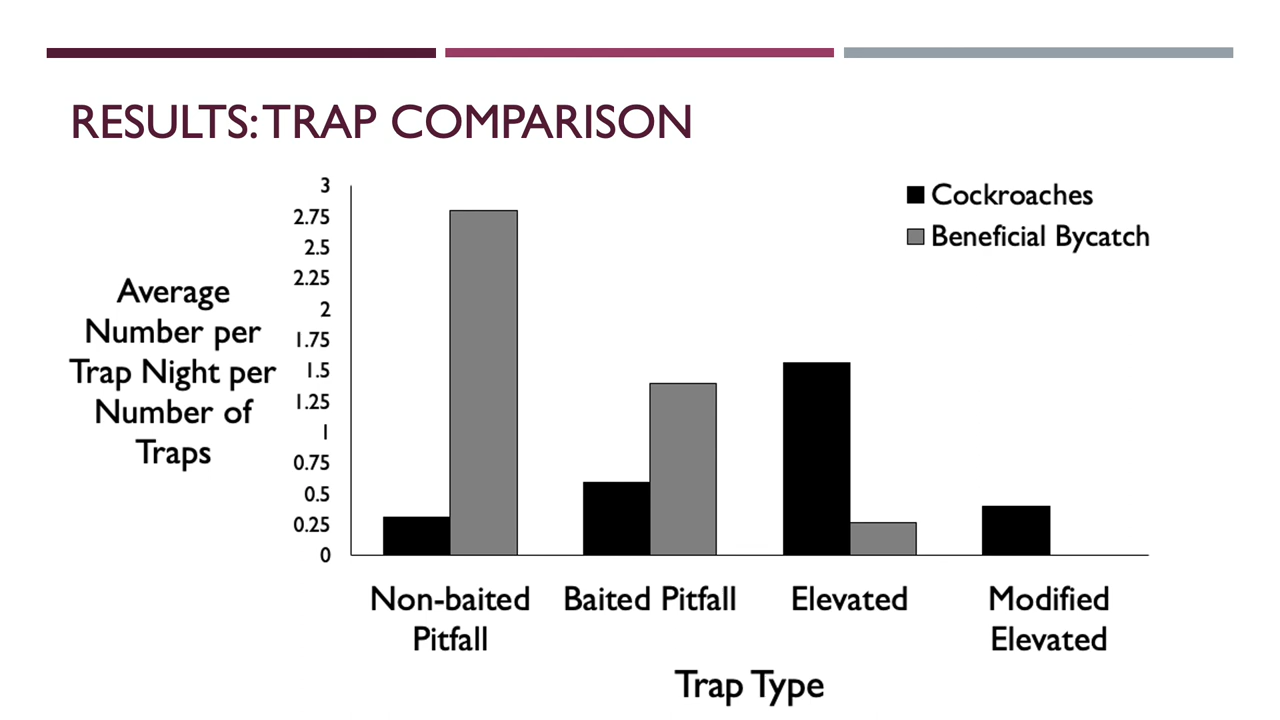 RESULTS: TRAP COMPARISON
3
2.75
2.5
2.25
2
1.75
1.5
1.25
1
0.75
0.5
0.25
0
Average
Number per
Trap Night per
Number of
Traps
Cockroaches
Beneficial Bycatch
Non-baited
Pitfall
Baited Pitfall
Elevated
Modified
Elevated
Trap Type